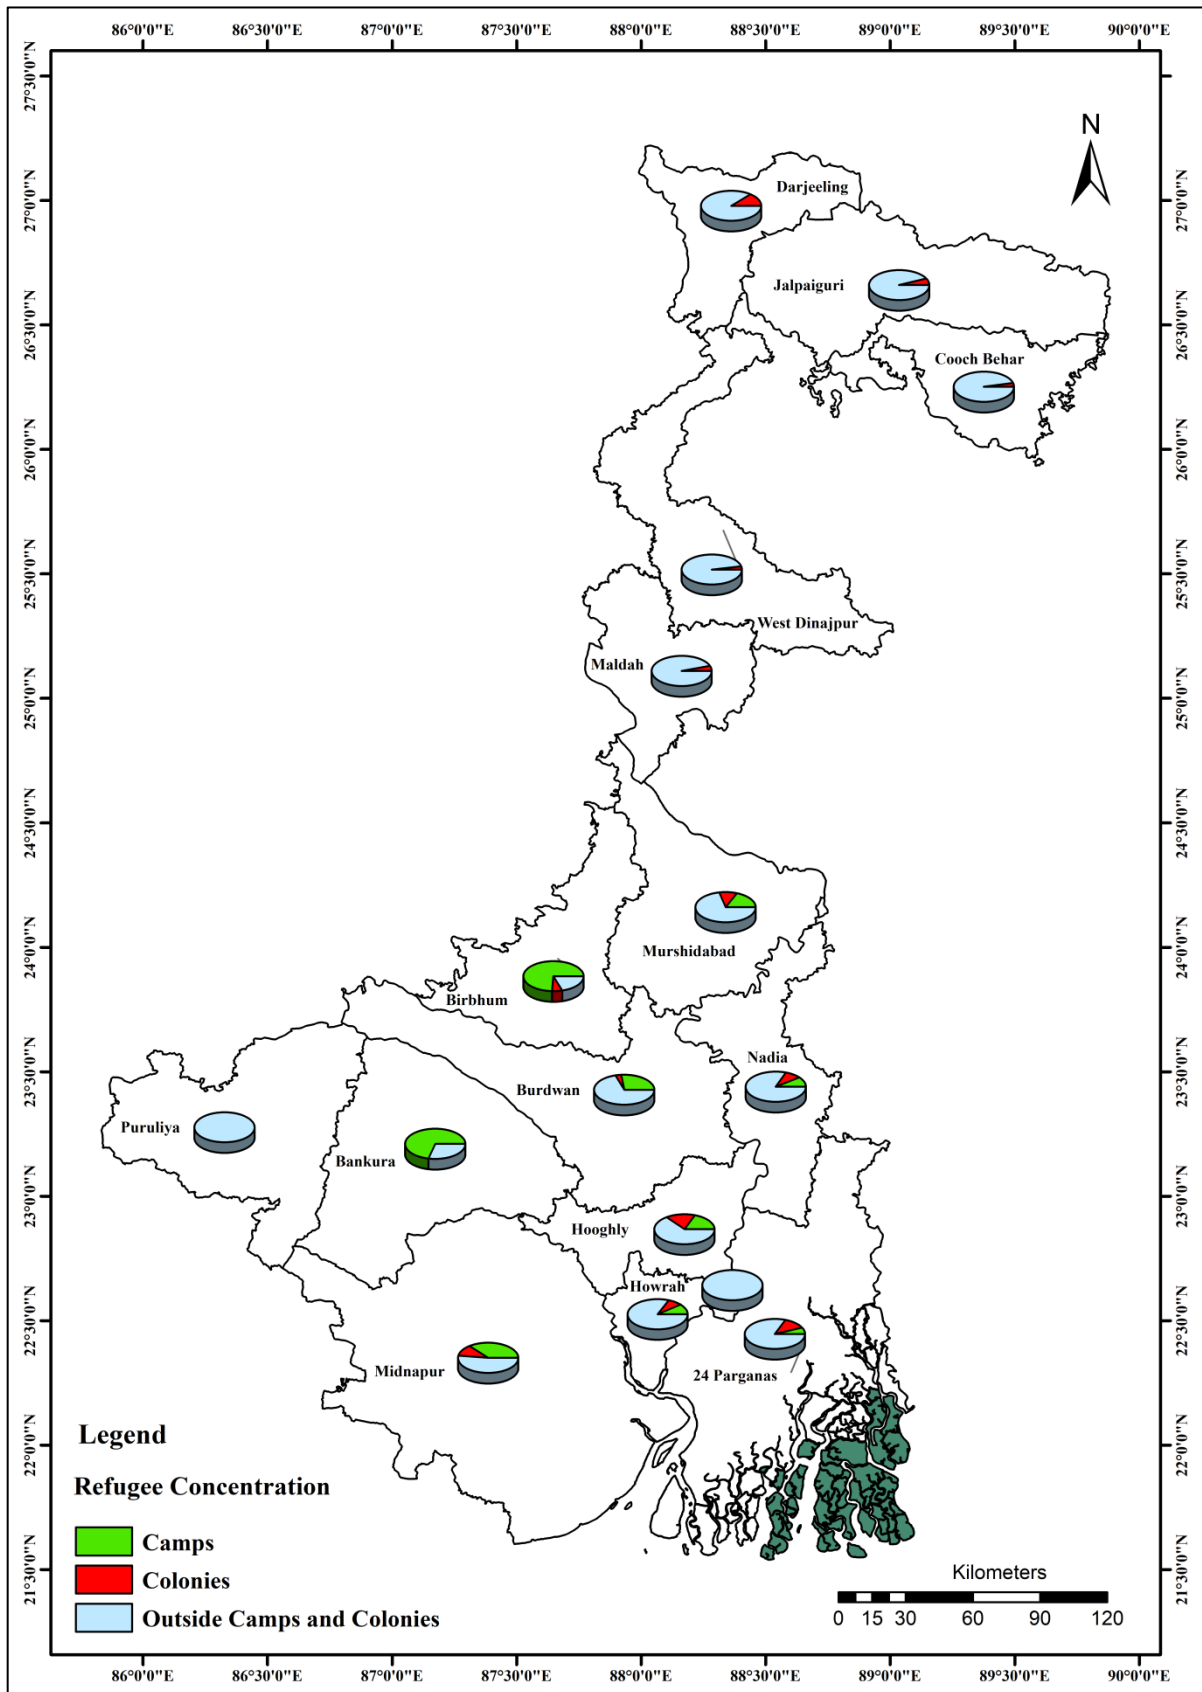 86°0'0"E 86°30'0"E 87°0'0"E 87°30'0"E 88°0'0"E 88°30'0"E 89°0'0"E 89°30'0"E 90°0'0"E
27°30'0"N 27°30'0"N
N
27°0'0"N 27°0'0"N
Darjeeling
Jalpaiguri
26°30'0"N 26°30'0"N
Cooch Behar
26°0'0"N 26°0'0"N
25°30'0"N 25°30'0"N
West Dinajpur
Maldah
25°0'0"N 25°0'0"N
24°30'0"N 24°30'0"N
24°0'0"N 24°0'0"N
Murshidabad
Birbhum
23°30'0"N 23°30'0"N
Nadia
Burdwan
Puruliya
Bankura
23°0'0"N 23°0'0"N
Hooghly
Howrah
22°30'0"N 22°30'0"N
Midnapur
24 Parganas
22°0'0"N 22°0'0"N
Legend
Refugee Concentration
Camps
Colonies
Outside Camps and Colonies
21°30'0"N 21°30'0"N
Kilometers
0 15 30 60 90 120
86°0'0"E 86°30'0"E 87°0'0"E 87°30'0"E 88°0'0"E 88°30'0"E 89°0'0"E 89°30'0"E 90°0'0"E